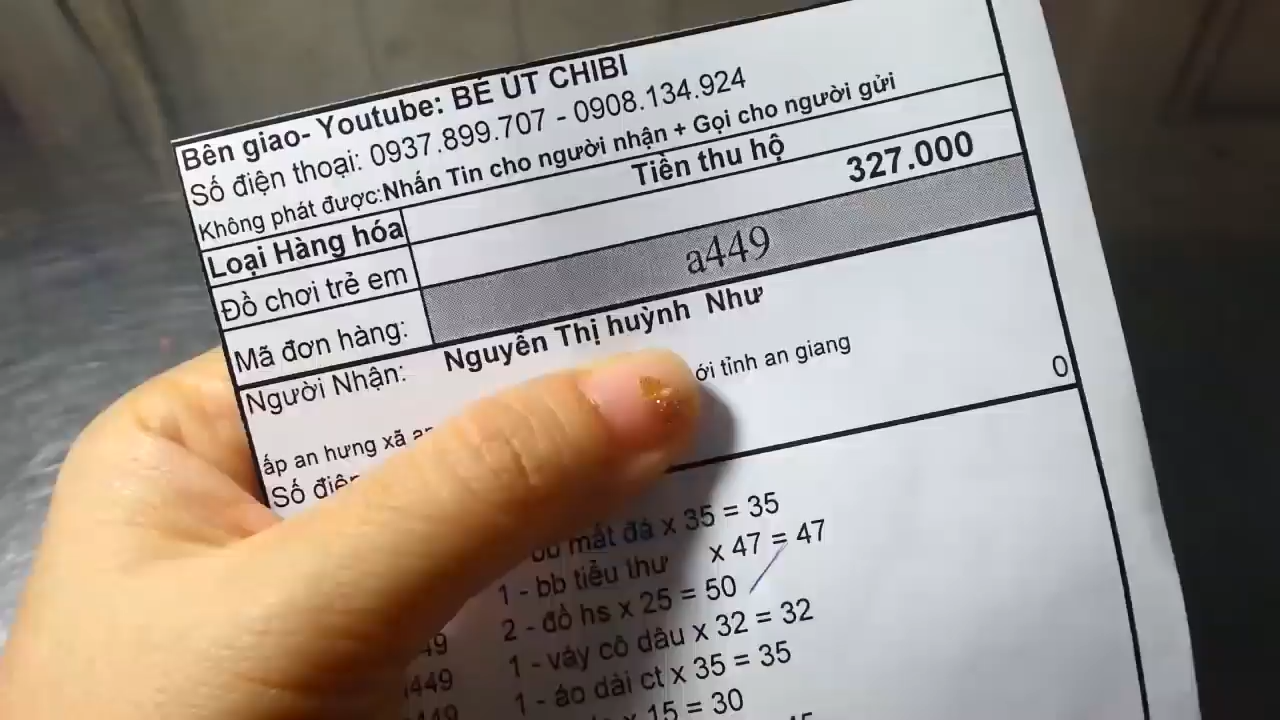 Bên giao- Youtube: BÉ ÚT CHIBI
Số điện thoại: 0937.899.707 - 0908.134.924
Không phát được:Nhắn Tin cho người nhận + Gọi cho người gửi
Loại Hàng hóa Tiền thu hộ
Đồ chơi trẻ em 327.000
Mã đơn hàng: a449
Người Nhận: Nguyễn Thị huỳnh Như
ấp an hưng xã ới tỉnh an giang
Số 0
mắt đá x 35 = 35
1 - bb tiểu thư x 47 = 47
2 - đồ hs x 25 = 50
49 1 - váy cô dâu x 32 = 32
449 1 - áo dài ct x 35 = 35
x 15 = 30